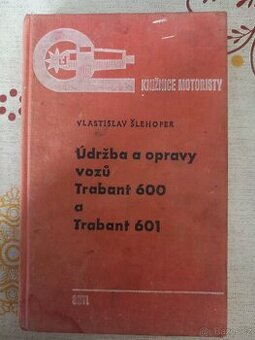 KNIŽNICE MOTORISTY
VLASTISLAV ŠLEHOFER
Údržba a opravy
vozů
Trabant 600
a
Trabant 601
SNTL